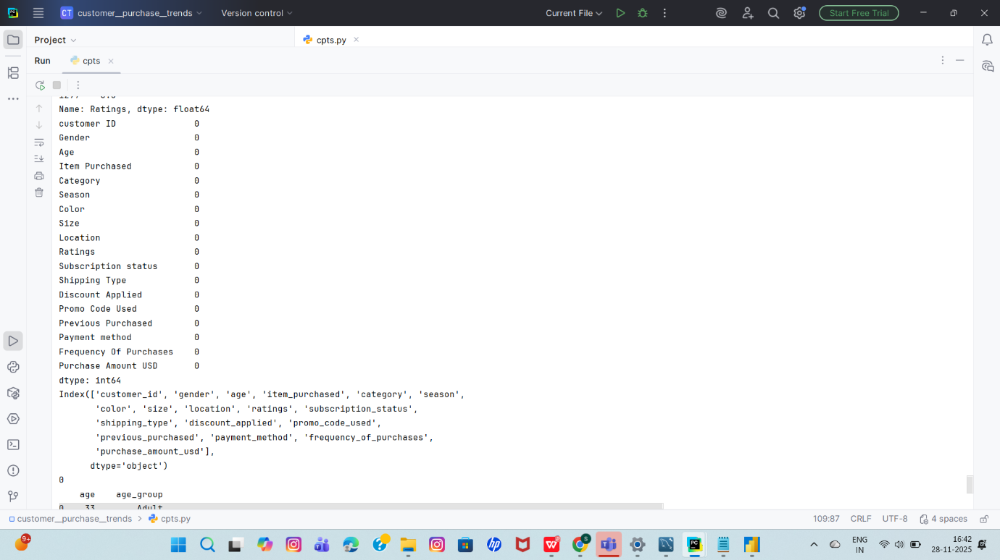 CT customer__purchase__trends Version control Current File Start Free Trial
Project cpts.py
Run cpts
Name: Ratings, dtype: float64
customer ID 0
Gender 0
Age 0
Item Purchased 0
Category 0
Season 0
Color 0
Size 0
Location 0
Ratings 0
Subscription status 0
Shipping Type 0
Discount Applied 0
Promo Code Used 0
Previous Purchased 0
Payment method 0
Frequency Of Purchases 0
Purchase Amount USD 0
dtype: int64
Index(['customer_id', 'gender', 'age', 'item_purchased', 'category', 'season',
'color', 'size', 'location', 'ratings', 'subscription_status',
'shipping_type', 'discount_applied', 'promo_code_used',
'previous_purchased', 'payment_method', 'frequency_of_purchases',
'purchase_amount_usd'],
dtype='object')
0
age age_group
0 33 Adult
customer__purchase__trends > cpts.py 109:87 CRLF UTF-8 4 spaces
9+ ENG 16:42
IN 28-11-2025